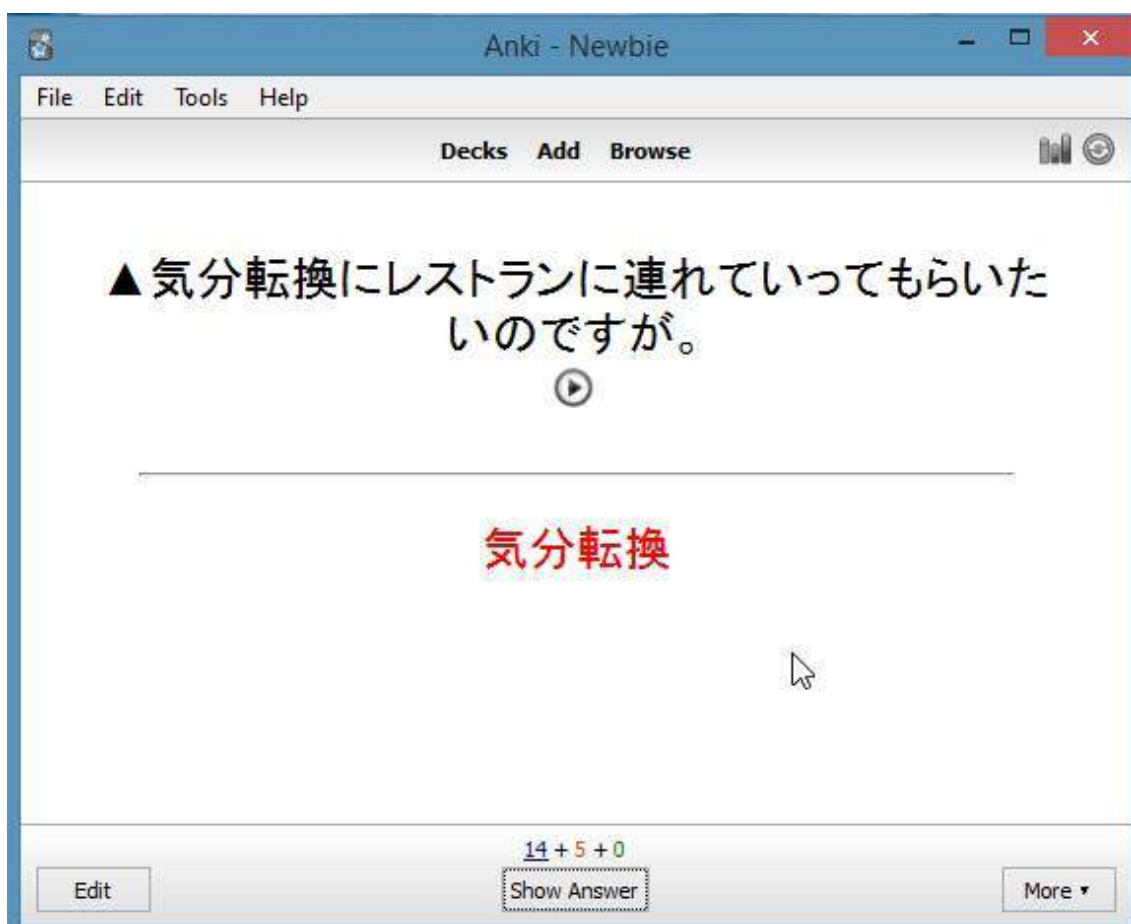 Anki - Newbie
File Edit Tools Help
Decks Add Browse
▲気分転換にレストランに連れていってもらいた
いのですが。
気分転換
14 + 5 + 0
Edit Show Answer More ▾